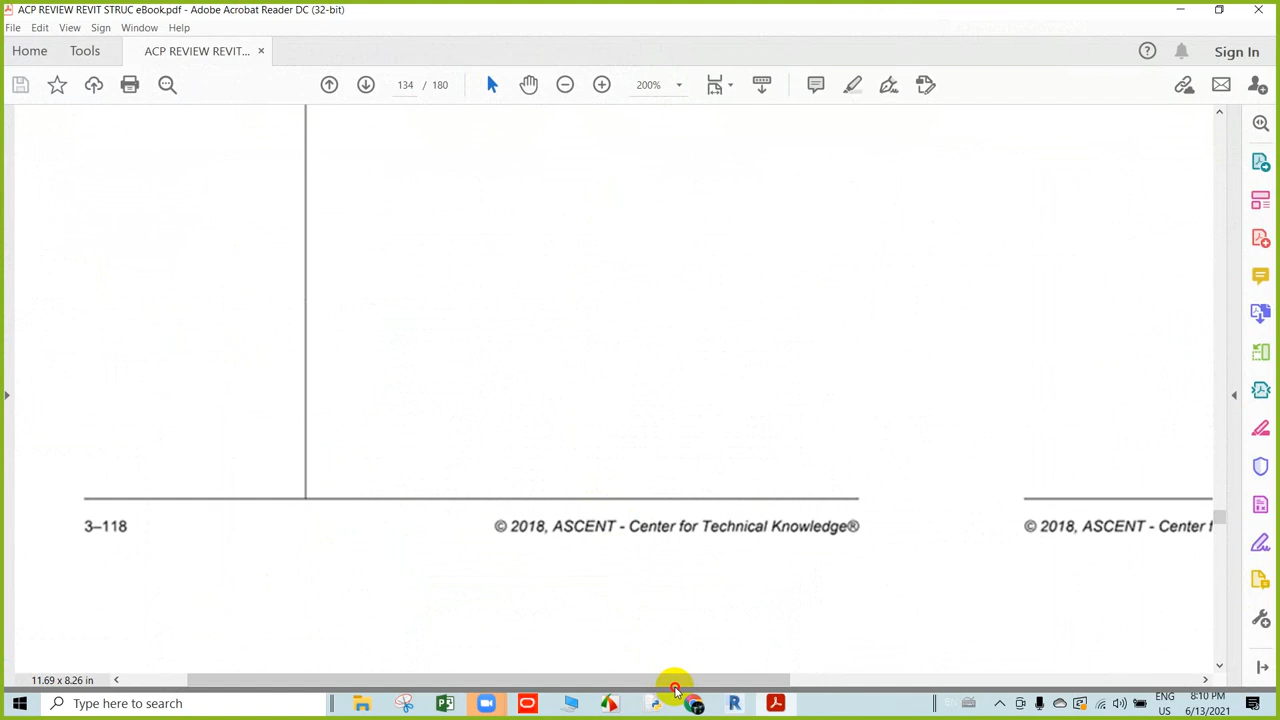 ACP REVIEW REVIT STRUC eBook.pdf - Adobe Acrobat Reader DC (32-bit)
File Edit View Sign Window Help
Home Tools ACP REVIEW REVIT... × Sign In
134 / 180 200%
3–118 © 2018, ASCENT - Center for Technical Knowledge® © 2018, ASCENT - Center f
11.69 x 8.26 in
Type here to search
ENG 8:10 PM
US 6/13/2021